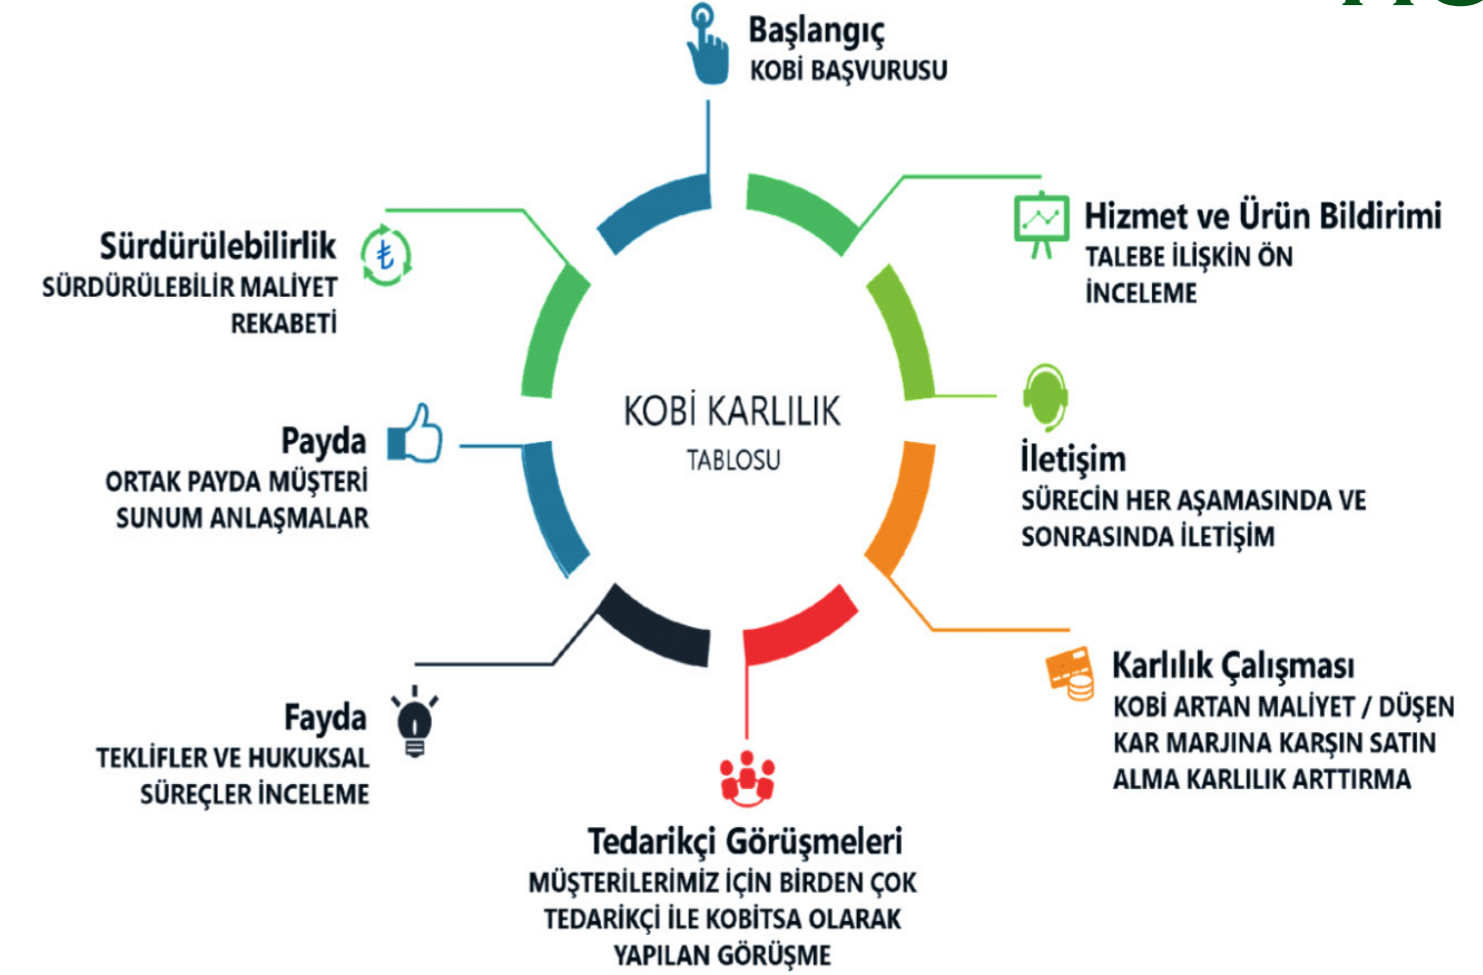 Başlangıç
KOBİ BAŞVURUSU
Hizmet ve Ürün Bildirimi
TALEBE İLİŞKİN ÖN
İNCELEME
İletişim
SÜRECİN HER AŞAMASINDA VE
SONRASINDA İLETİŞİM
Karlılık Çalışması
KOBİ ARTAN MALİYET / DÜŞEN
KAR MARJINA KARŞIN SATIN
ALMA KARLILIK ARTTIRMA
Tedarikçi Görüşmeleri
MÜŞTERİLERİMİZ İÇİN BİRDEN ÇOK
TEDARİKÇİ İLE KOBİTSA OLARAK
YAPILAN GÖRÜŞME
Fayda
TEKLİFLER VE HUKUKSAL
SÜREÇLER İNCELEME
Payda
ORTAK PAYDA MÜŞTERİ
SUNUM ANLAŞMALAR
Sürdürülebilirlik
SÜRDÜRÜLEBİLİR MALİYET
REKABETİ
KOBİ KARLILIK
TABLOSU